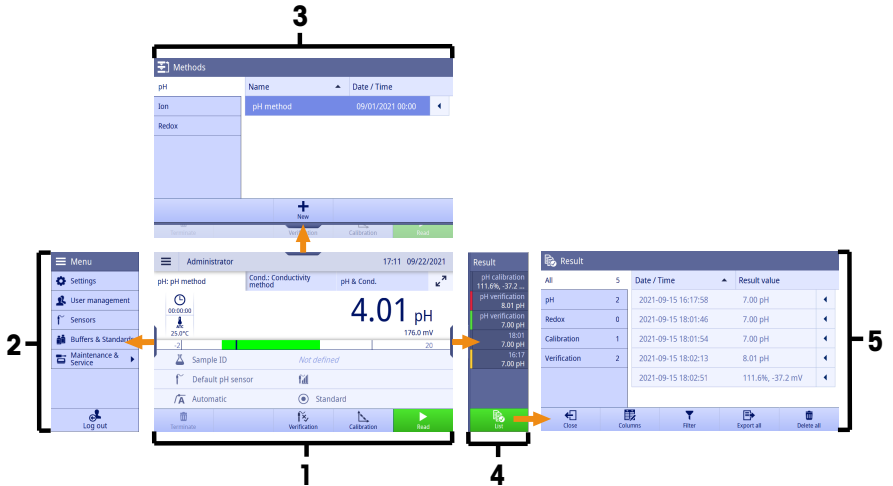 3
Methods
pH
Name
Date / Time
Ion
pH method
09/01/2021 00:00
Redox
New
Terminate
Verification
Calibration
Read
2
Menu
Settings
User management
Sensors
Buffers & Standards
Maintenance &
Service
Log out
Administrator
17:11 09/22/2021
pH: pH method
Cond.: Conductivity
method
pH & Cond.
00:00:00
4.01 pH
ATC
25.0°C
176.0 mV
-2
20
Sample ID
Not defined
Default pH sensor
Automatic
A
Standard
Terminate
Verification
Calibration
Read
1
Result
pH calibration
111.6%, -37.2 ...
pH verification
8.01 pH
pH verification
7.00 pH
18:01
7.00 pH
16:17
7.00 pH
List
4
Result
All 5
Date / Time
Result value
pH 2
2021-09-15 16:17:58
7.00 pH
Redox 0
2021-09-15 18:01:46
7.00 pH
Calibration 1
2021-09-15 18:01:54
7.00 pH
Verification 2
2021-09-15 18:02:13
8.01 pH
2021-09-15 18:02:51
111.6%, -37.2 mV
Close
Columns
Filter
Export all
Delete all
5